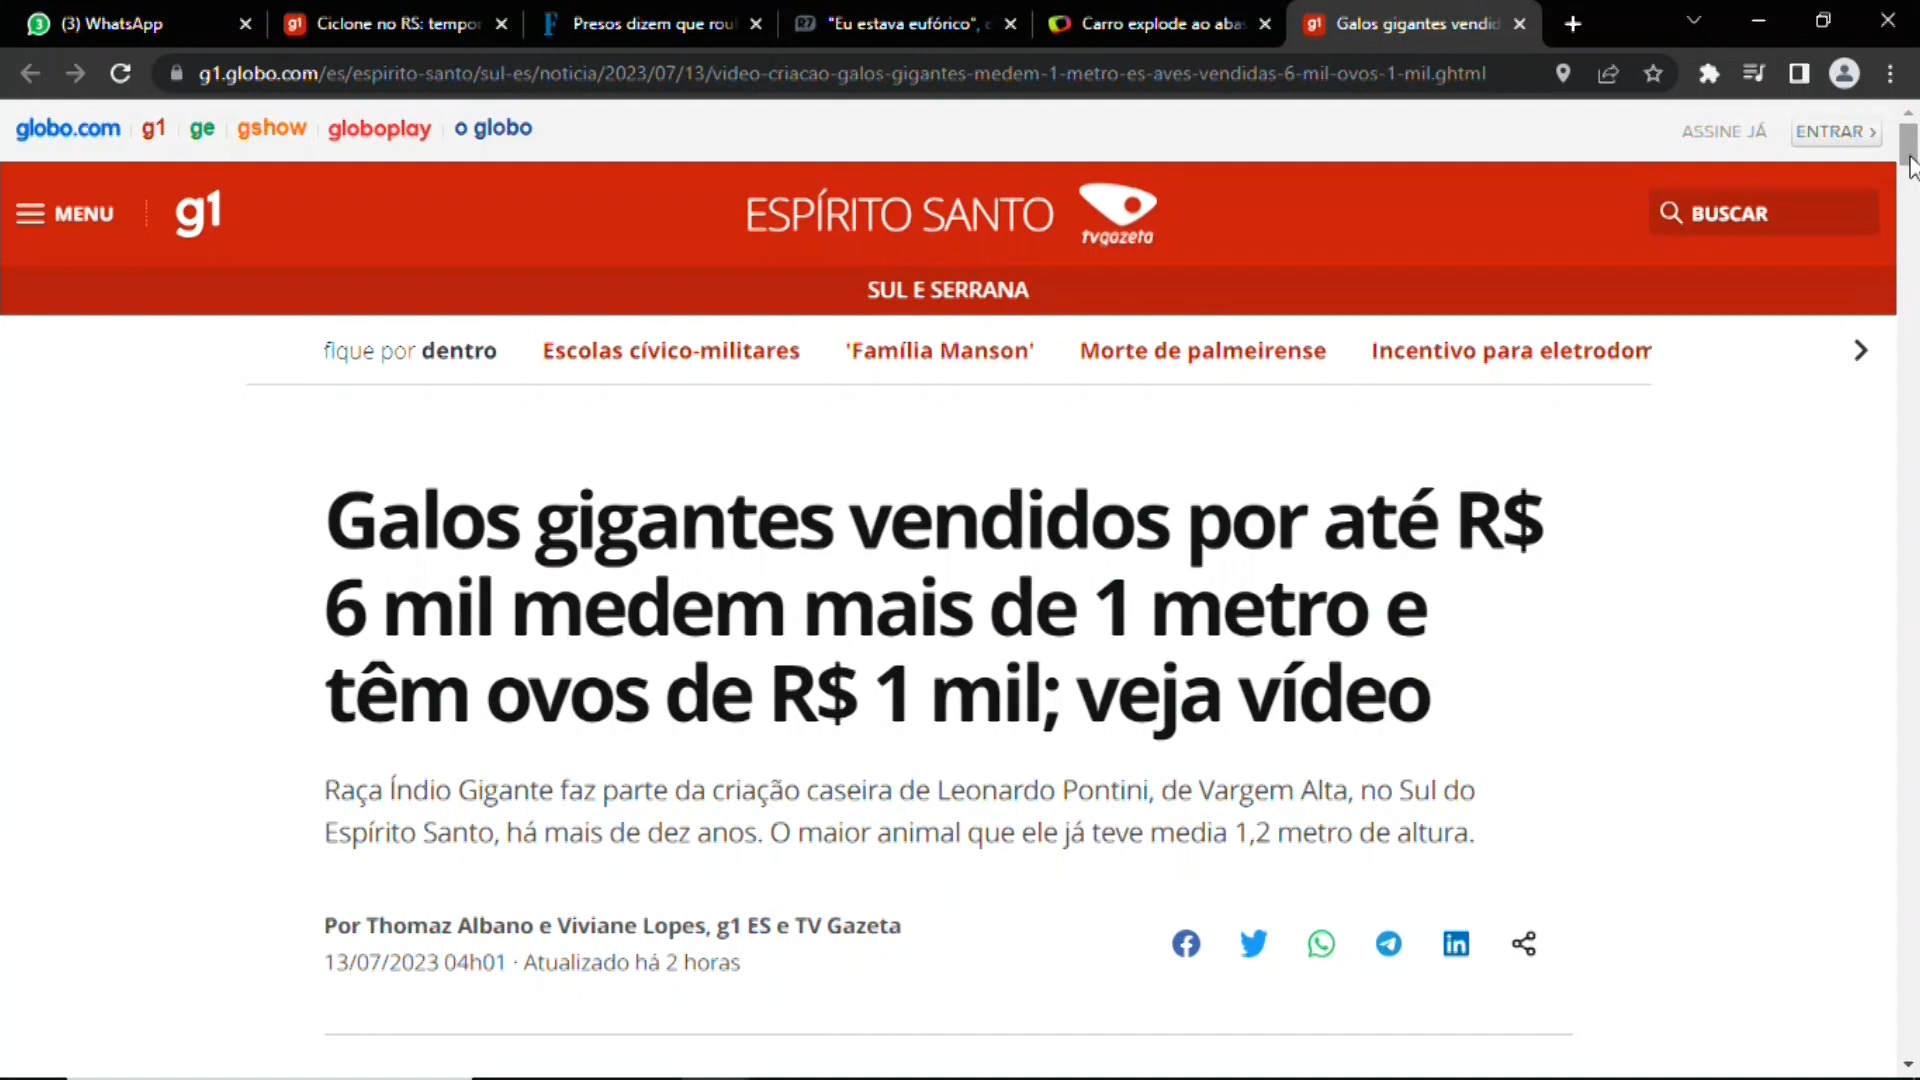 (3) WhatsApp
Ciclone no RS: tempor
Presos dizem que rou
"Eu estava eufórico",
Carro explode ao aba
Galos gigantes vendid
g1.globo.com/es/espirito-santo/sul-es/noticia/2023/07/13/video-criacao-galos-gigantes-medem-1-metro-es-aves-vendidas-6-mil-ovos-1-mil.ghtml
globo.com g1 ge gshow globoplay o globo
ASSINE JÁ ENTRAR
MENU g1 ESPÍRITO SANTO tvgazeta BUSCAR
SUL E SERRANA
fique por dentro Escolas cívico-militares 'Família Manson' Morte de palmeirense Incentivo para eletrodom
Galos gigantes vendidos por até R$
6 mil medem mais de 1 metro e
têm ovos de R$ 1 mil; veja vídeo
Raça Índio Gigante faz parte da criação caseira de Leonardo Pontini, de Vargem Alta, no Sul do
Espírito Santo, há mais de dez anos. O maior animal que ele já teve media 1,2 metro de altura.
Por Thomaz Albano e Viviane Lopes, g1 ES e TV Gazeta
13/07/2023 04h01 · Atualizado há 2 horas